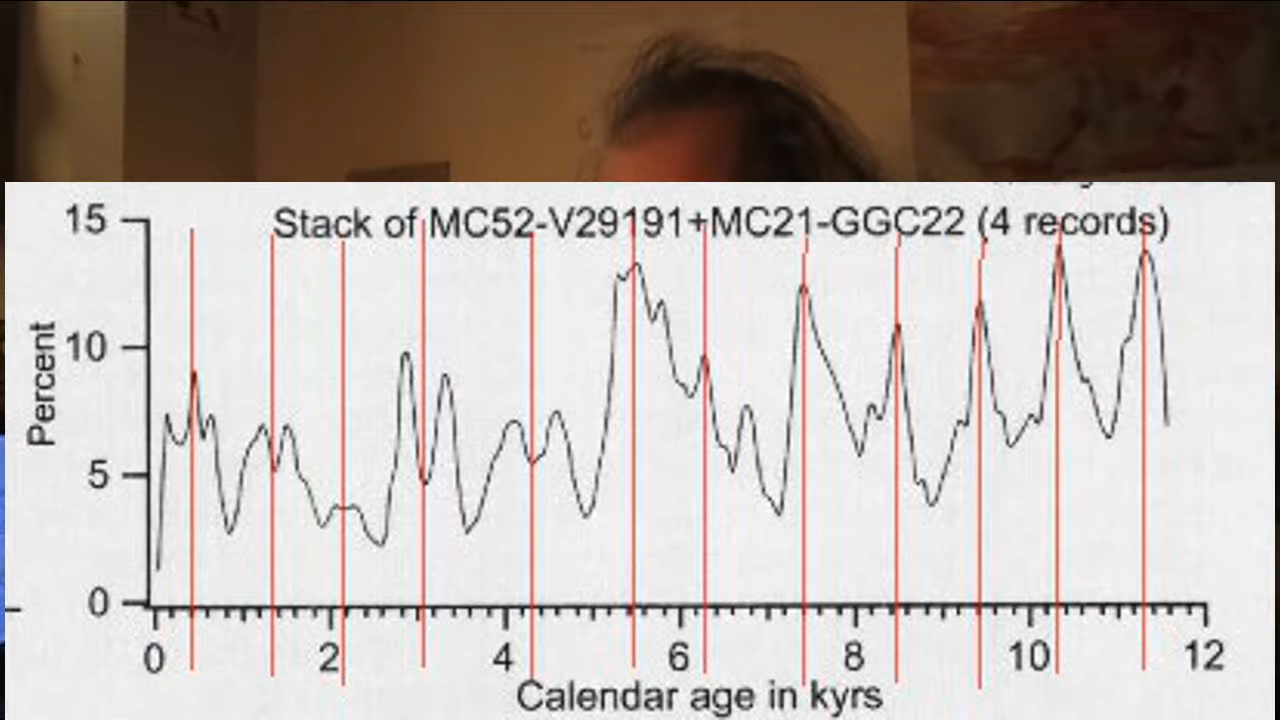 15
Stack of MC52-V29191+MC21-GGC22 (4 records)
10
5
0
Percent
0 2 4 6 8 10 12
Calendar age in kyrs